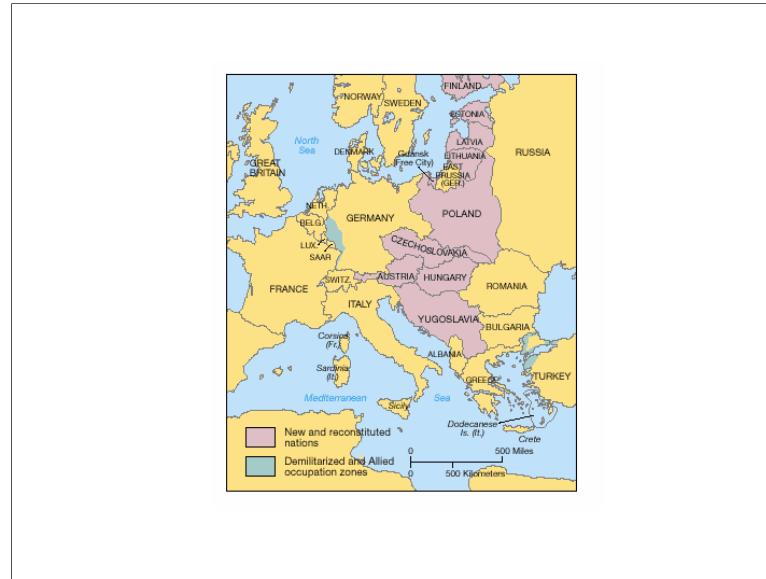 FINLAND
NORWAY
SWEDEN
ESTONIA
North
Sea
LATVIA
DENMARK
Gdansk
(Free City)
LITHUANIA
RUSSIA
GREAT
BRITAIN
EAST
PRUSSIA
(GER.)
NETH.
GERMANY
POLAND
BELG.
CZECHOSLOVAKIA
LUX.
SAAR
FRANCE
SWITZ.
AUSTRIA
HUNGARY
ROMANIA
ITALY
YUGOSLAVIA
BULGARIA
Corsica
(Fr.)
ALBANIA
Sardinia
(It.)
GREECE
TURKEY
Mediterranean
Sea
Sicily
Dodecanese
Is. (It.)
Crete
New and reconstituted
nations
Demilitarized and Allied
occupation zones
0
500 Miles
0
500 Kilometers